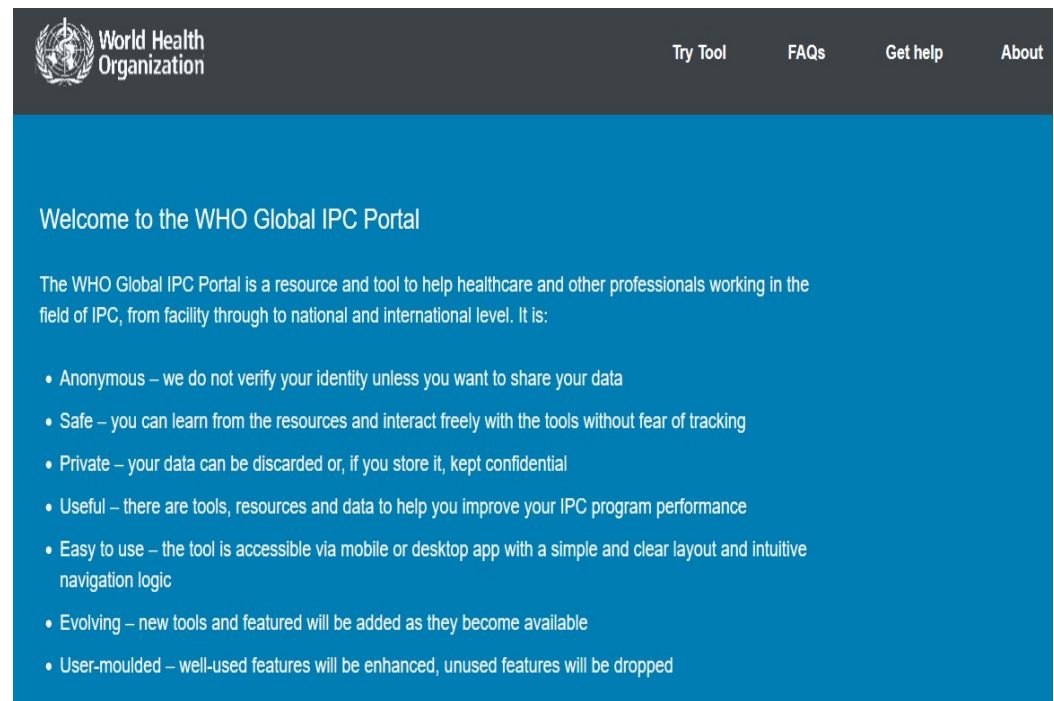 World Health
Organization
Try Tool FAQs Get help About
Welcome to the WHO Global IPC Portal
The WHO Global IPC Portal is a resource and tool to help healthcare and other professionals working in the
field of IPC, from facility through to national and international level. It is:
• Anonymous – we do not verify your identity unless you want to share your data
• Safe – you can learn from the resources and interact freely with the tools without fear of tracking
• Private – your data can be discarded or, if you store it, kept confidential
• Useful – there are tools, resources and data to help you improve your IPC program performance
• Easy to use – the tool is accessible via mobile or desktop app with a simple and clear layout and intuitive
navigation logic
• Evolving – new tools and featured will be added as they become available
• User-moulded – well-used features will be enhanced, unused features will be dropped